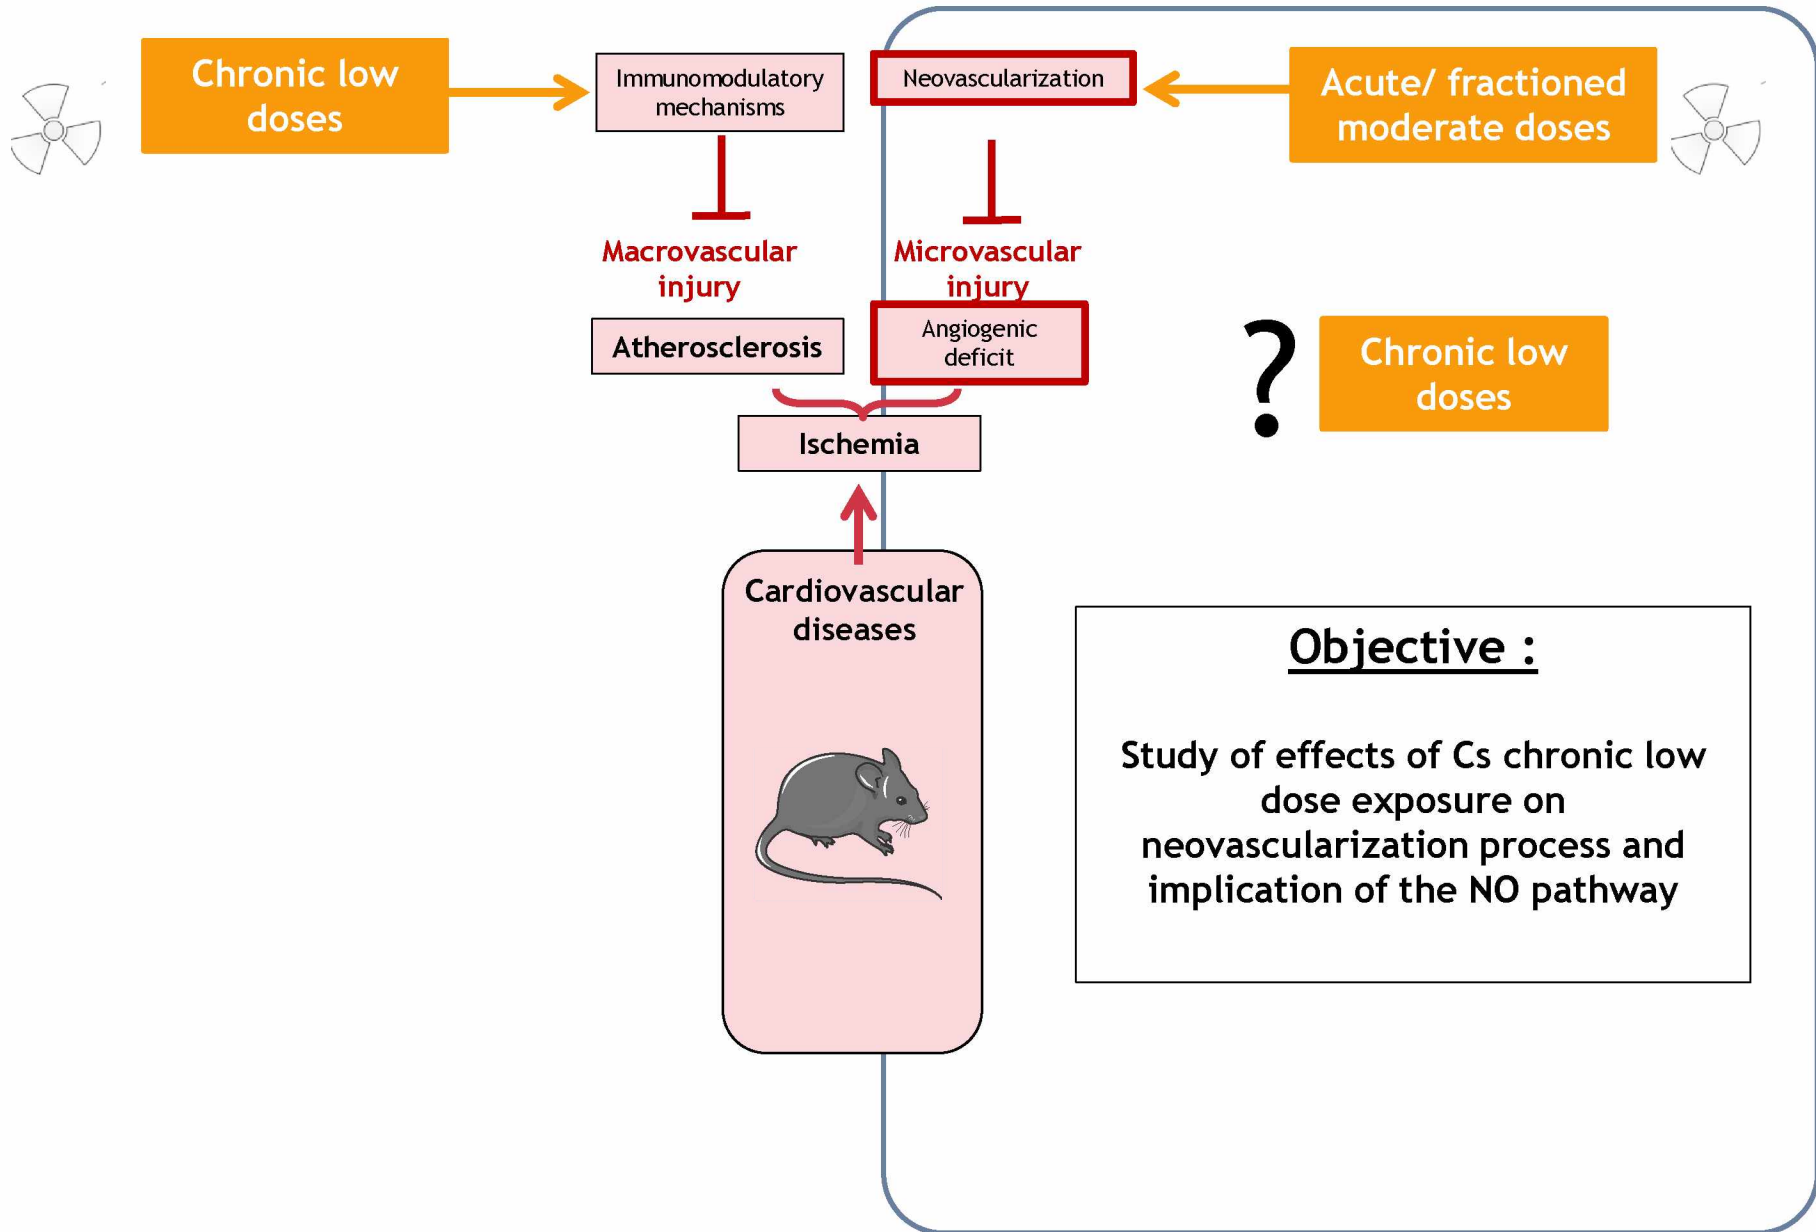 Chronic low
doses
Immunomodulatory
mechanisms
Neovascularization
Acute/ fractioned
moderate doses
Macrovascular
injury
Microvascular
injury
Atherosclerosis
Angiogenic
deficit
?
Chronic low
doses
Ischemia
Cardiovascular
diseases
Objective :
Study of effects of Cs chronic low
dose exposure on
neovascularization process and
implication of the NO pathway